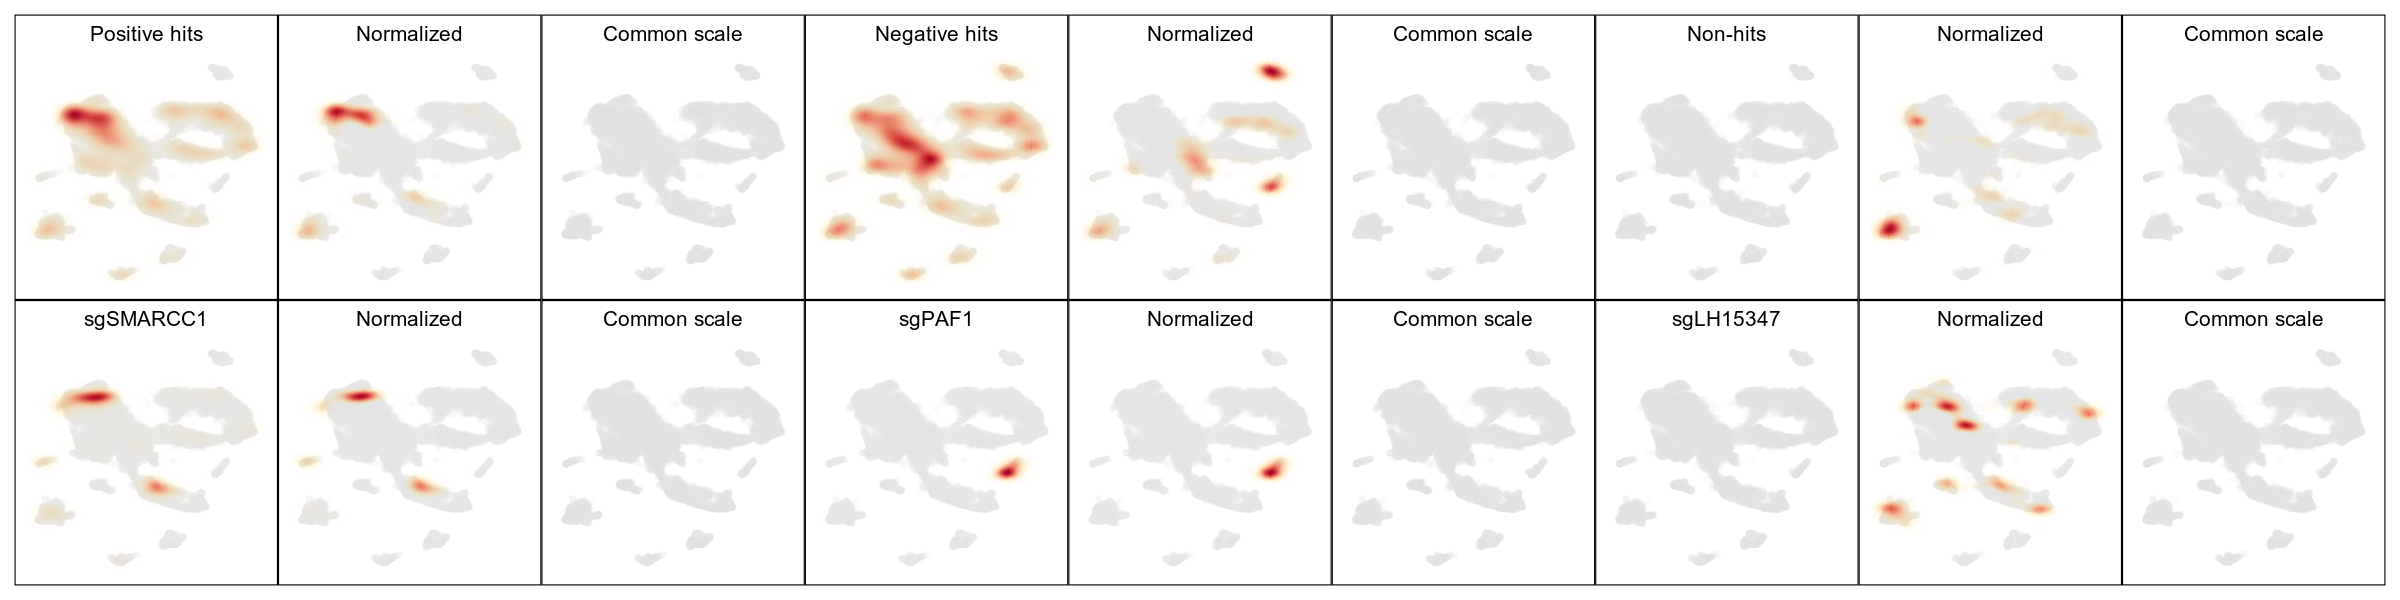 Positive hits Normalized Common scale Negative hits Normalized Common scale Non-hits Normalized Common scale
sgSMARCC1 Normalized Common scale sgPAF1 Normalized Common scale sgLH15347 Normalized Common scale